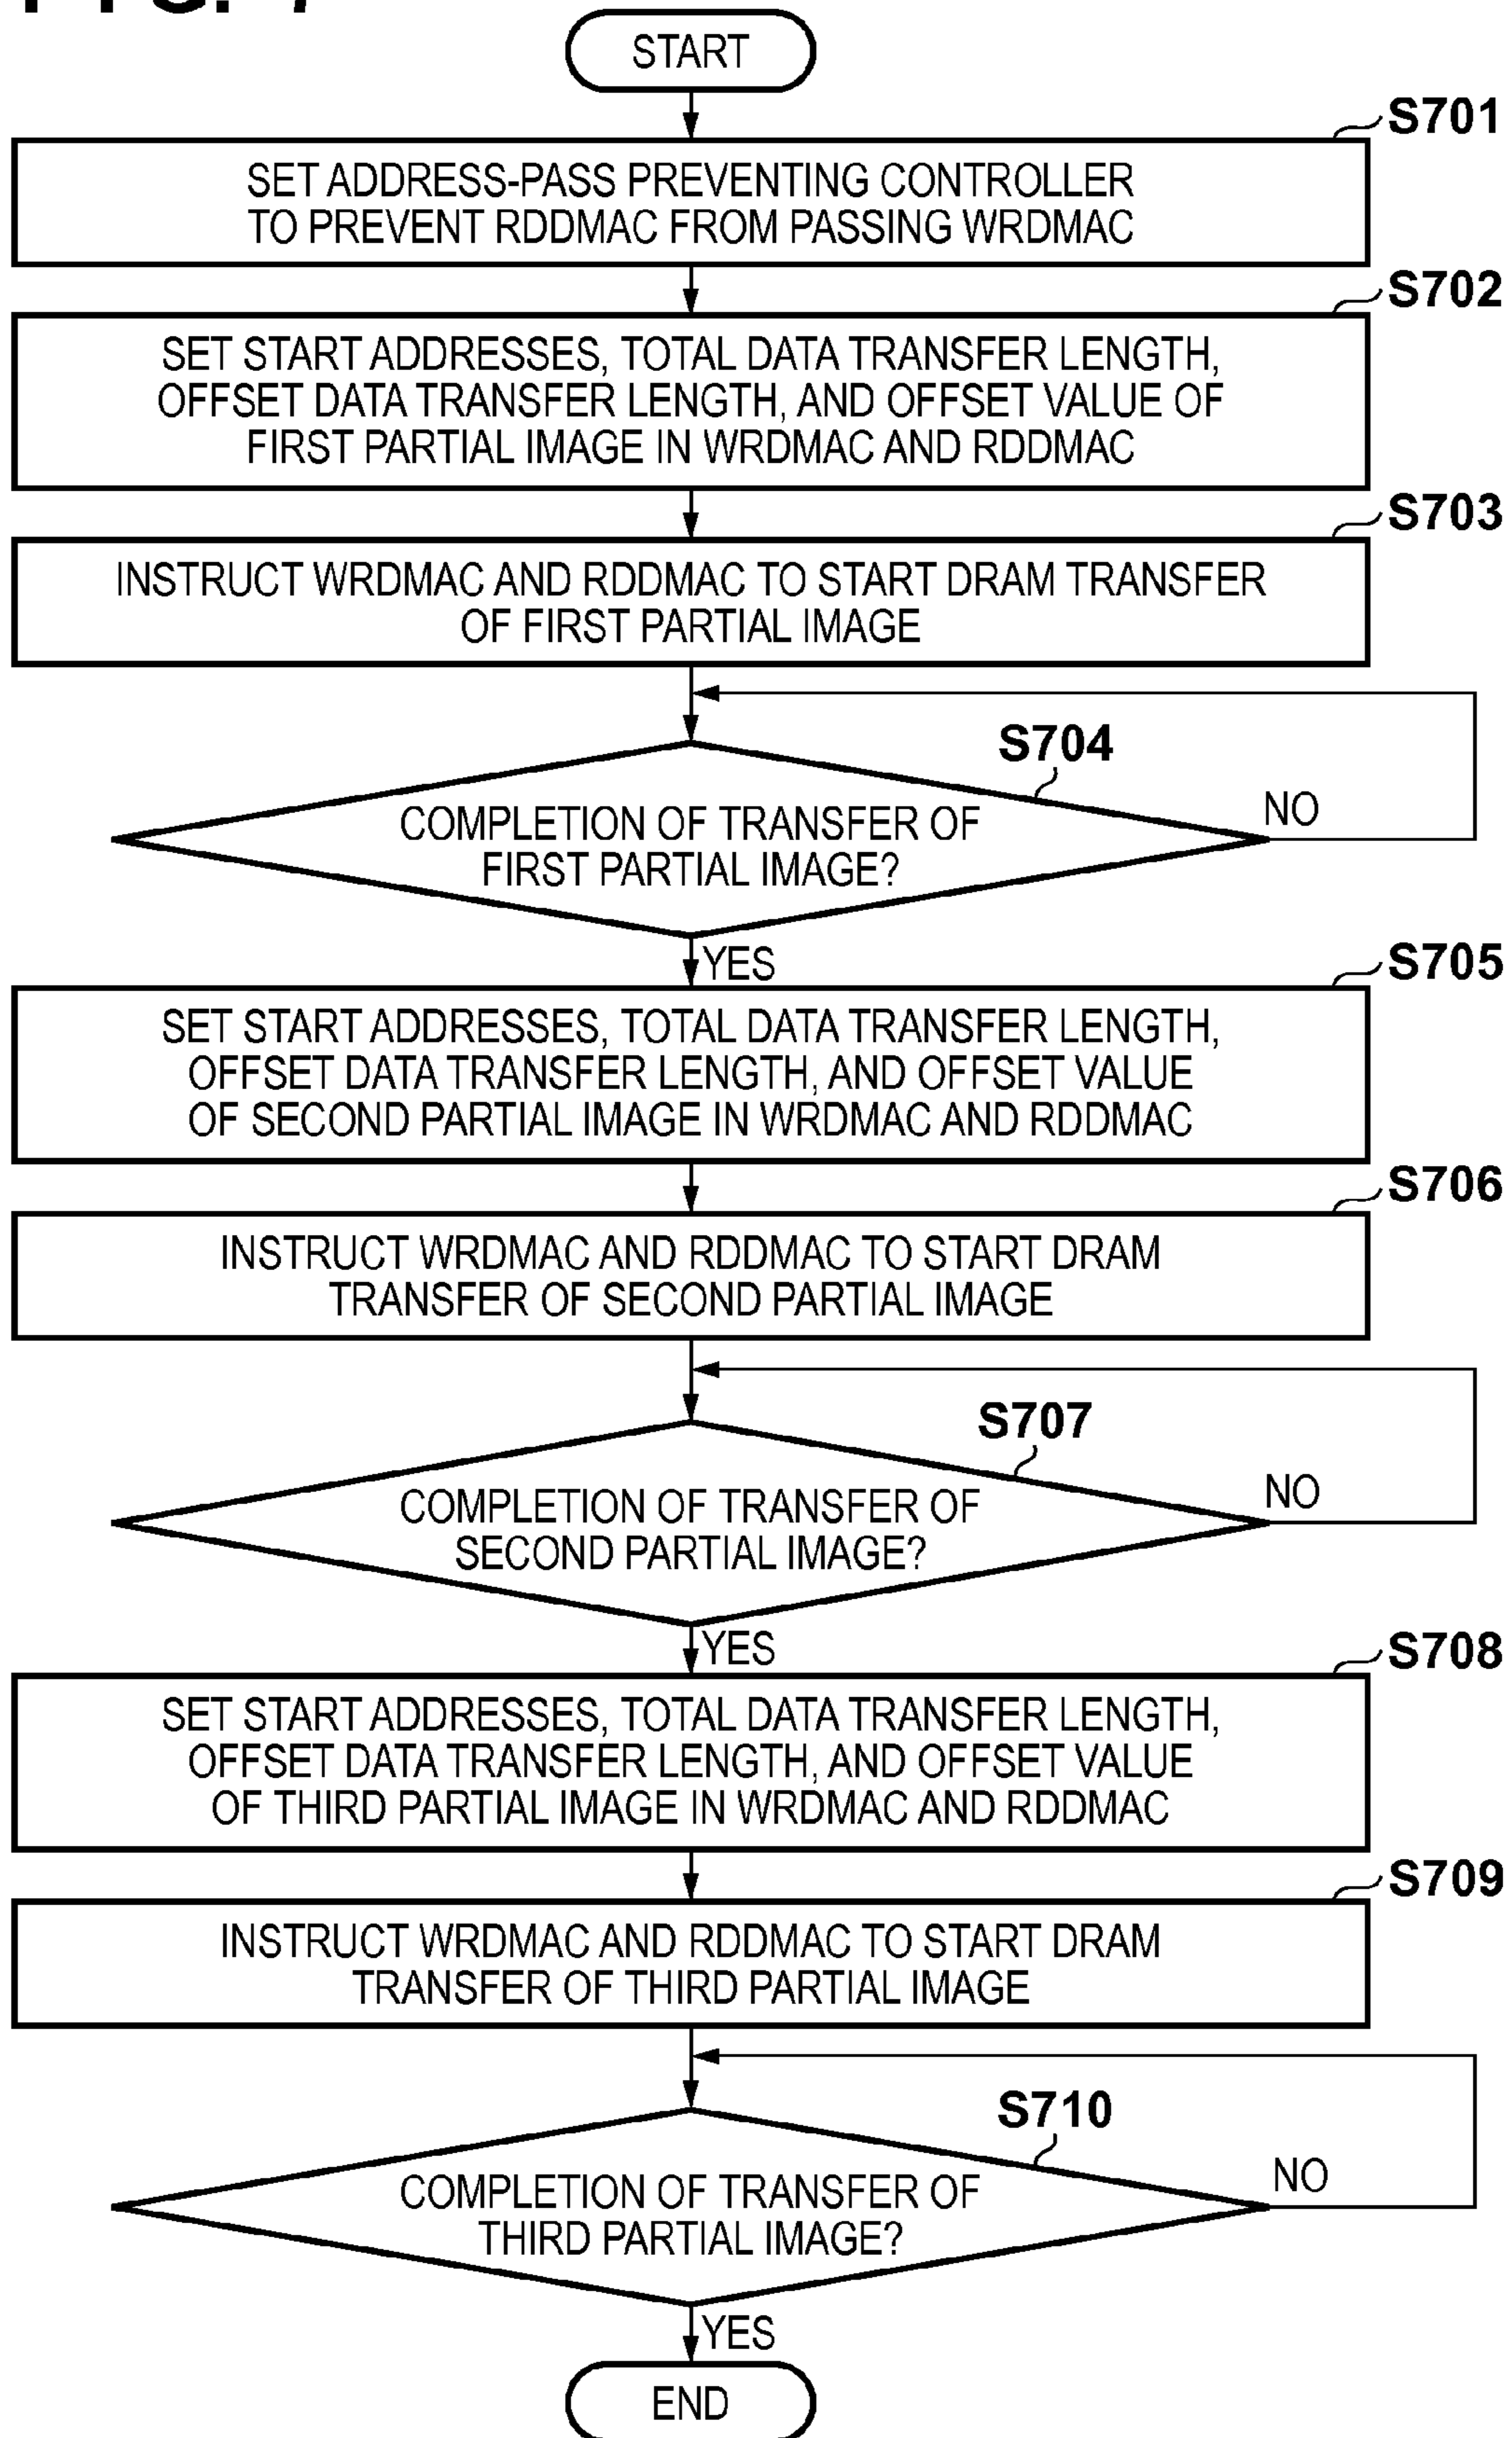 START
S701
SET ADDRESS-PASS PREVENTING CONTROLLER
TO PREVENT RDDMAC FROM PASSING WRDMAC
S702
SET START ADDRESSES, TOTAL DATA TRANSFER LENGTH,
OFFSET DATA TRANSFER LENGTH, AND OFFSET VALUE OF
FIRST PARTIAL IMAGE IN WRDMAC AND RDDMAC
S703
INSTRUCT WRDMAC AND RDDMAC TO START DRAM TRANSFER
OF FIRST PARTIAL IMAGE
S704
NO
COMPLETION OF TRANSFER OF
FIRST PARTIAL IMAGE?
YES
S705
SET START ADDRESSES, TOTAL DATA TRANSFER LENGTH,
OFFSET DATA TRANSFER LENGTH, AND OFFSET VALUE
OF SECOND PARTIAL IMAGE IN WRDMAC AND RDDMAC
S706
INSTRUCT WRDMAC AND RDDMAC TO START DRAM
TRANSFER OF SECOND PARTIAL IMAGE
S707
NO
COMPLETION OF TRANSFER OF
SECOND PARTIAL IMAGE?
YES
S708
SET START ADDRESSES, TOTAL DATA TRANSFER LENGTH,
OFFSET DATA TRANSFER LENGTH, AND OFFSET VALUE
OF THIRD PARTIAL IMAGE IN WRDMAC AND RDDMAC
S709
INSTRUCT WRDMAC AND RDDMAC TO START DRAM
TRANSFER OF THIRD PARTIAL IMAGE
S710
NO
COMPLETION OF TRANSFER OF
THIRD PARTIAL IMAGE?
YES
END